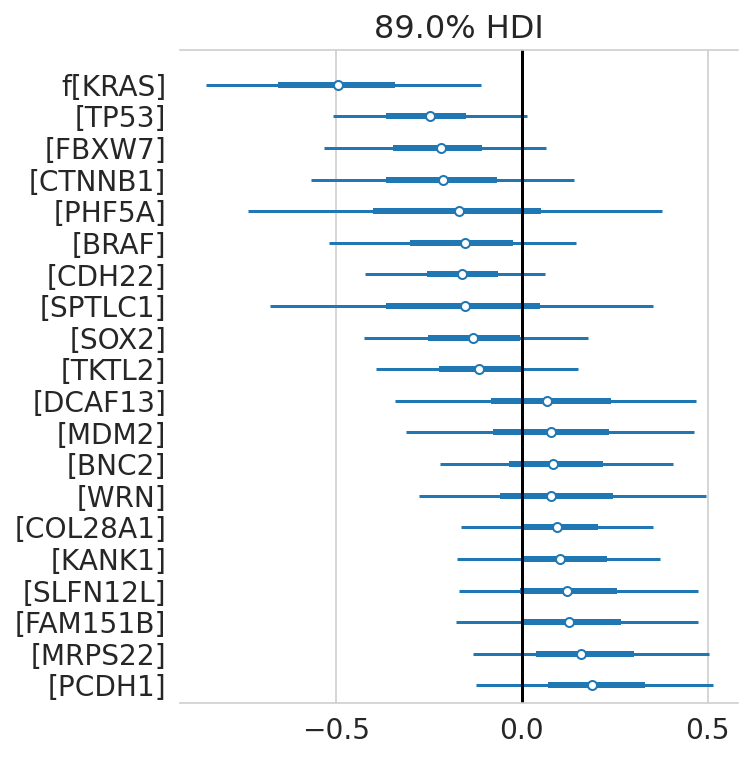 89.0% HDI
f[KRAS]
[TP53]
[FBXW7]
[CTNNB1]
[PHF5A]
[BRAF]
[CDH22]
[SPTLC1]
[SOX2]
[TKTL2]
[DCAF13]
[MDM2]
[BNC2]
[WRN]
[COL28A1]
[KANK1]
[SLFN12L]
[FAM151B]
[MRPS22]
[PCDH1]
−0.5 0.0 0.5